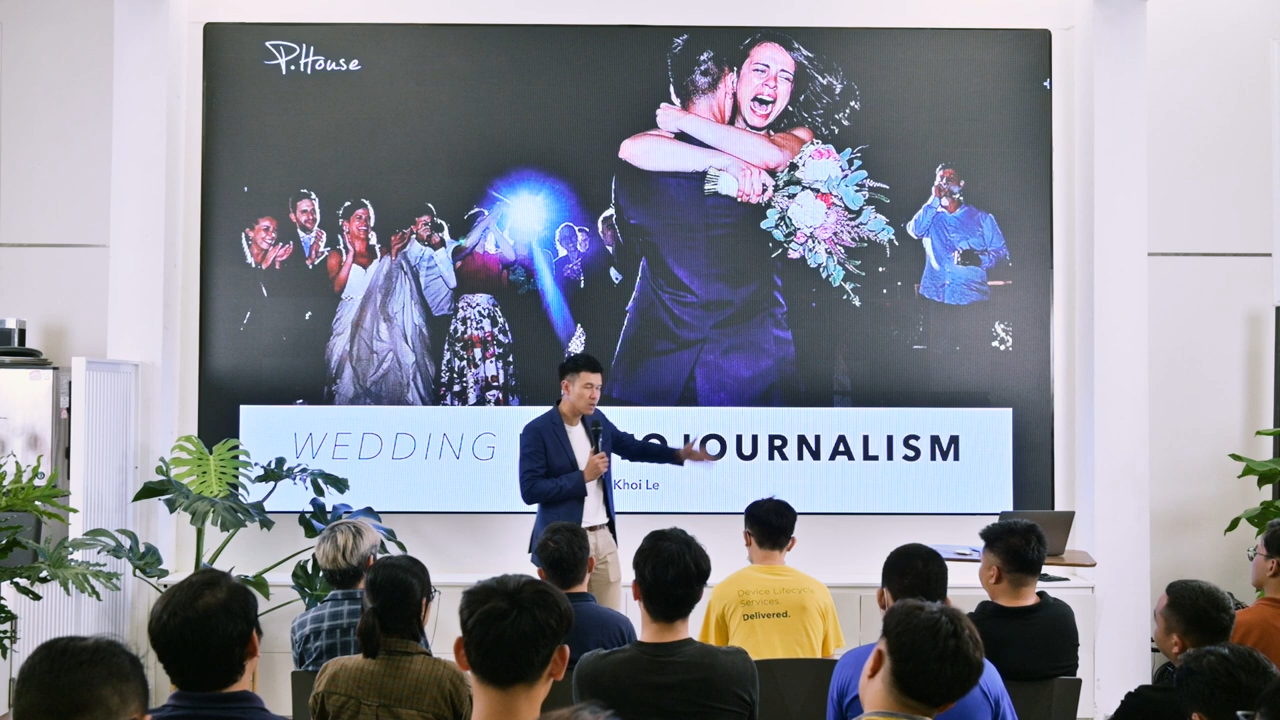 P.House
WEDDING JOURNALISM
Khoi Le
Device Lifecycle
Services.
Delivered.